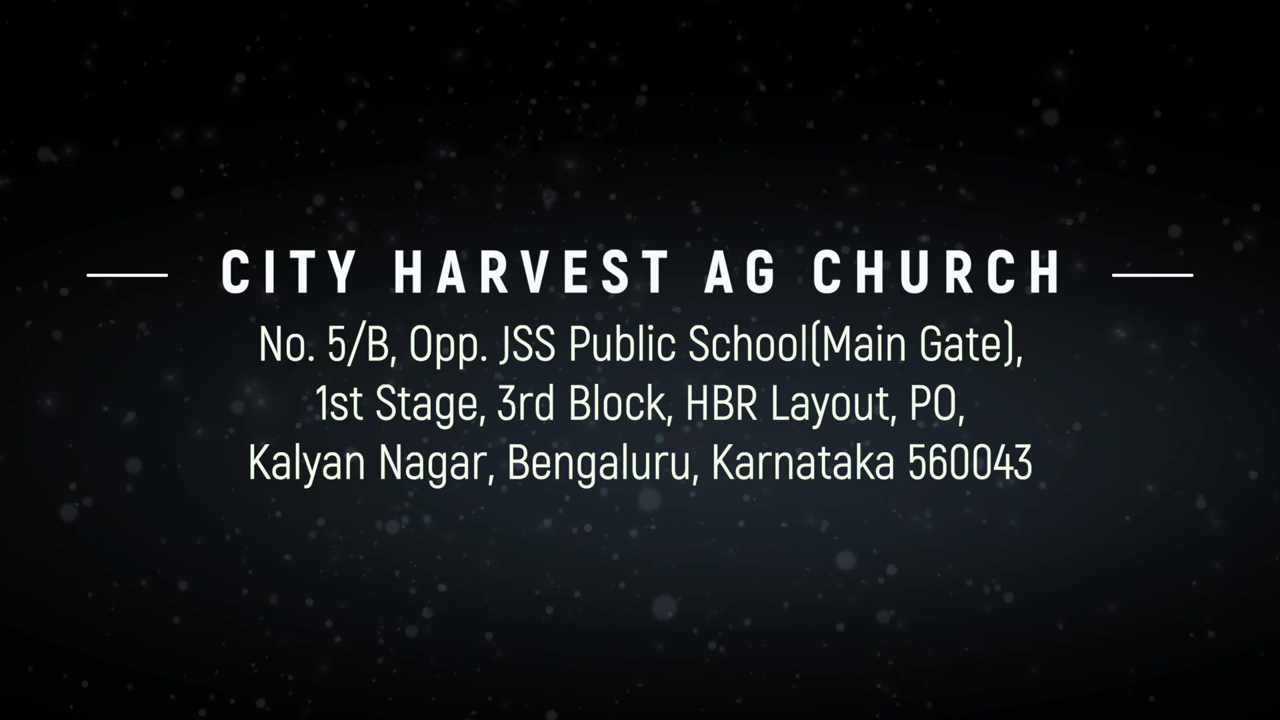 CITY HARVEST AG CHURCH
No. 5/B, Opp. JSS Public School(Main Gate),
1st Stage, 3rd Block, HBR Layout, PO,
Kalyan Nagar, Bengaluru, Karnataka 560043